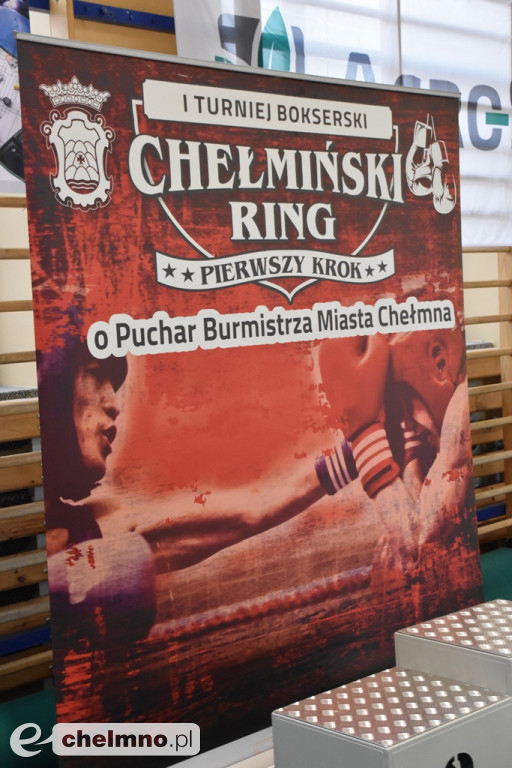 I TURNIEJ BOKSERSKI
CHEŁMIŃSKI
RING
PIERWSZY KROK
o Puchar Burmistrza Miasta Chełmna
chelmno.pl